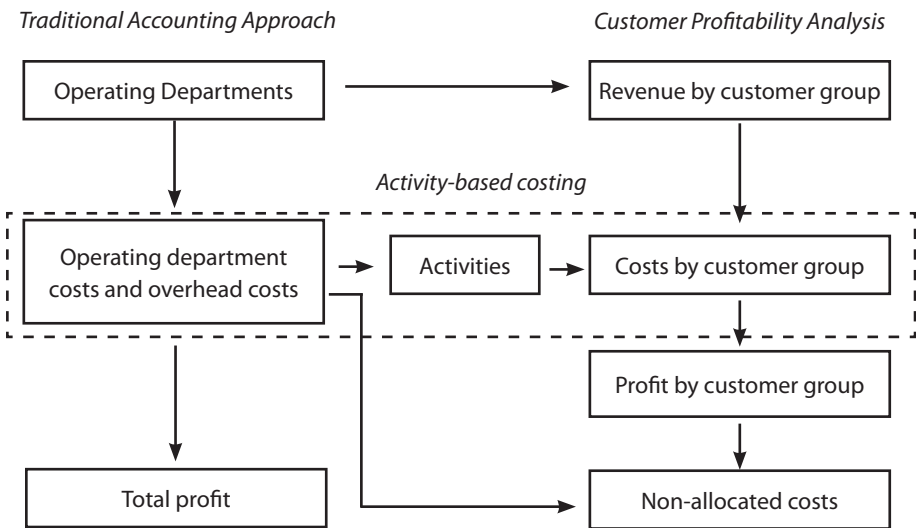 Traditional Accounting Approach
Customer Profitability Analysis
Operating Departments
Revenue by customer group
Activity-based costing
Operating department
costs and overhead costs
Activities
Costs by customer group
Profit by customer group
Total profit
Non-allocated costs